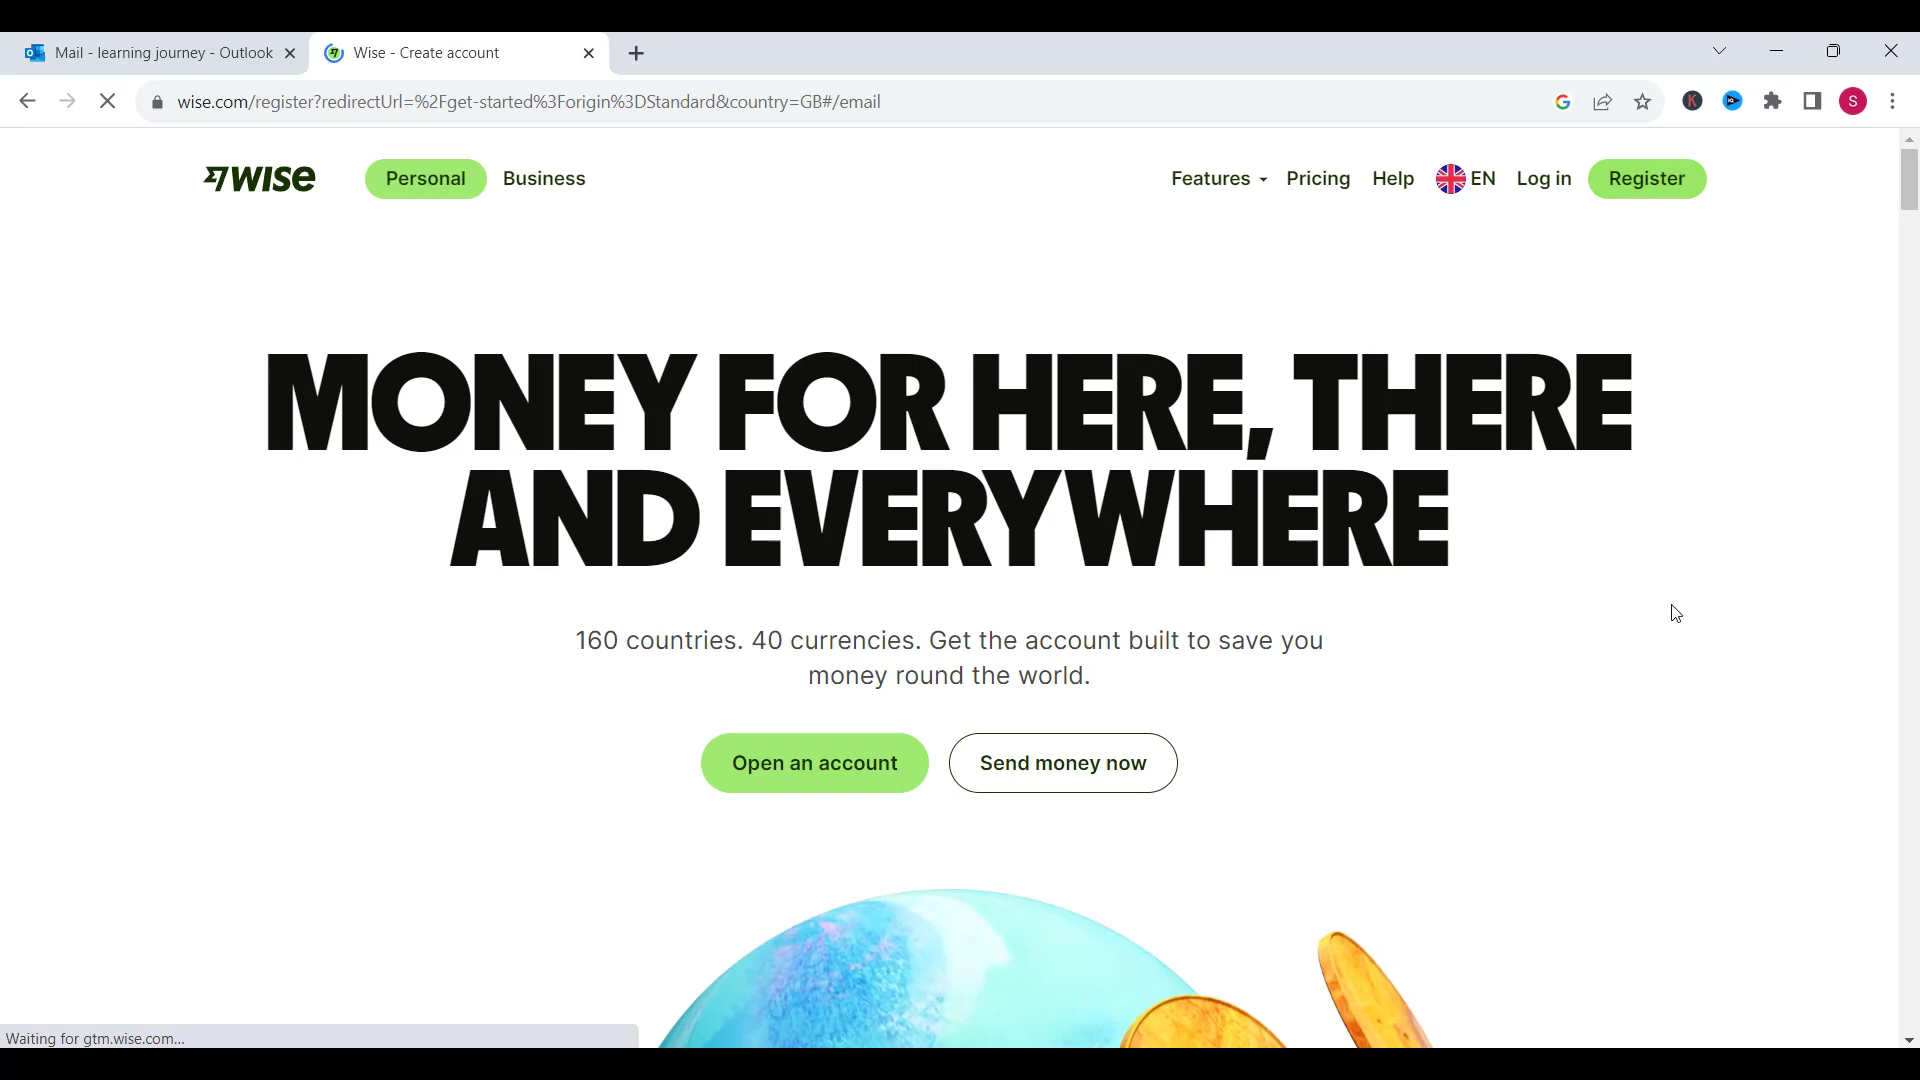 Mail - learning journey - Outlook
Wise - Create account
wise.com/register?redirectUrl=%2Fget-started%3Forigin%3DStandard&country=GB#/email
K
S
WISE
Personal
Business
Features
Pricing
Help
EN
Log in
Register
MONEY FOR HERE, THERE
AND EVERYWHERE
160 countries. 40 currencies. Get the account built to save you
money round the world.
Open an account
Send money now
Waiting for gtm.wise.com...